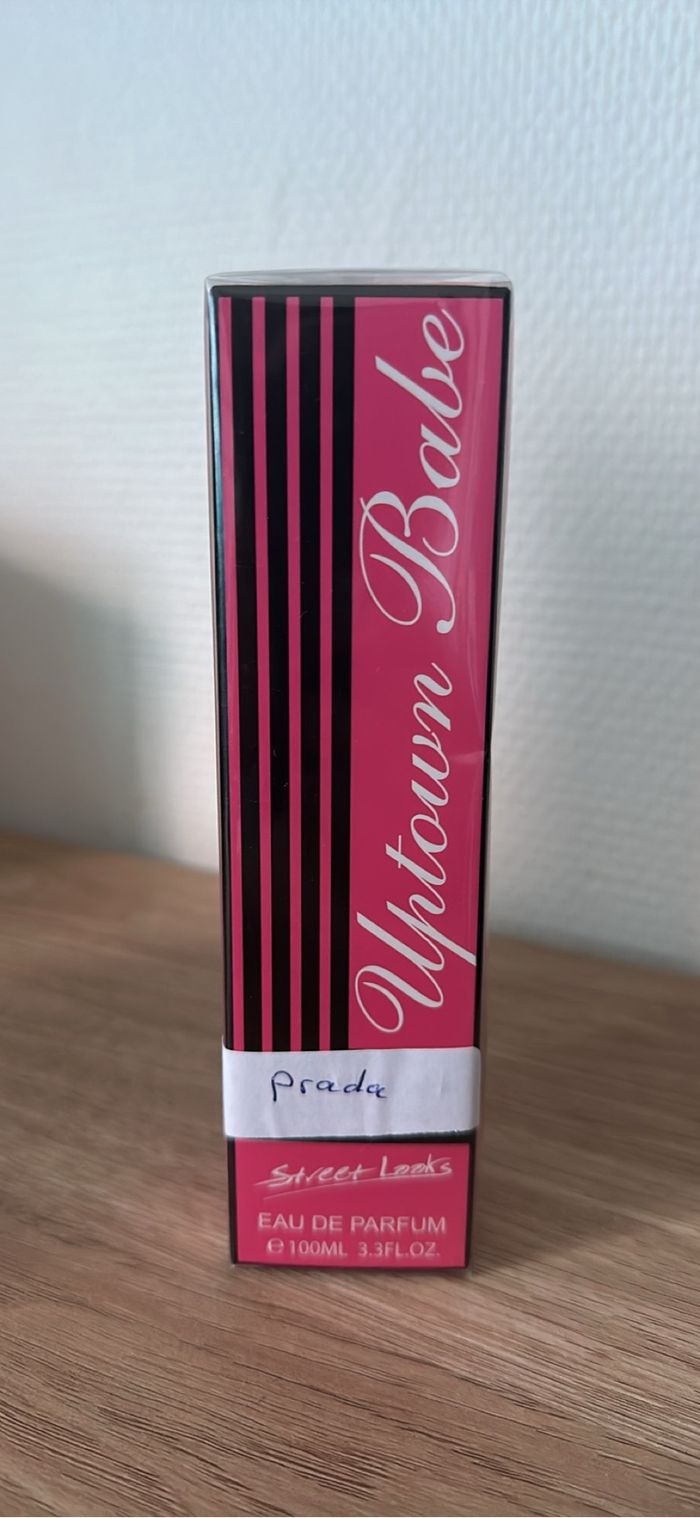 Uptown Babe
prada
Street Looks
EAU DE PARFUM
℮ 100ML 3.3FL.OZ.